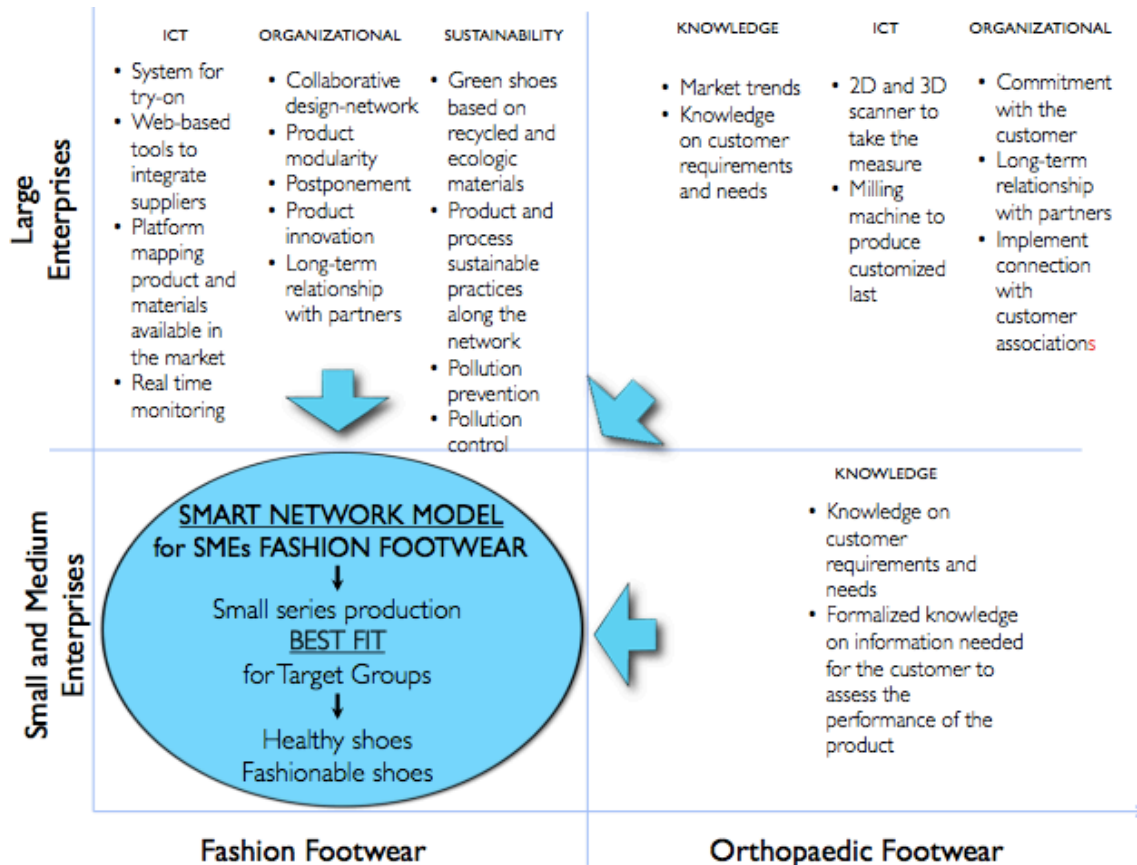 Large
Enterprises
ICT
• System for
try-on
• Web-based
tools to
integrate
suppliers
• Platform
mapping
product and
materials
available in
the market
• Real time
monitoring
ORGANIZATIONAL
• Collaborative
design-network
• Product
modularity
• Postponement
• Product
innovation
• Long-term
relationship
with partners
SUSTAINABILITY
• Green shoes
based on
recycled and
ecologic
materials
• Product and
process
sustainable
practices
along the
network
• Pollution
prevention
• Pollution
control
KNOWLEDGE
• Market trends
• Knowledge
on customer
requirements
and needs
ICT
• 2D and 3D
scanner to
take the
measure
• Milling
machine to
produce
customized
last
ORGANIZATIONAL
• Commitment
with the
customer
• Long-term
relationship
with partners
• Implement
connection
with
customer
associations
Small and Medium
Enterprises
SMART NETWORK MODEL
for SMEs FASHION FOOTWEAR
Small series production
BEST FIT
for Target Groups
Healthy shoes
Fashionable shoes
KNOWLEDGE
• Knowledge on
customer
requirements and
needs
• Formalized knowledge
on information needed
for the customer to
assess the
performance of the
product
Fashion Footwear
Orthopaedic Footwear